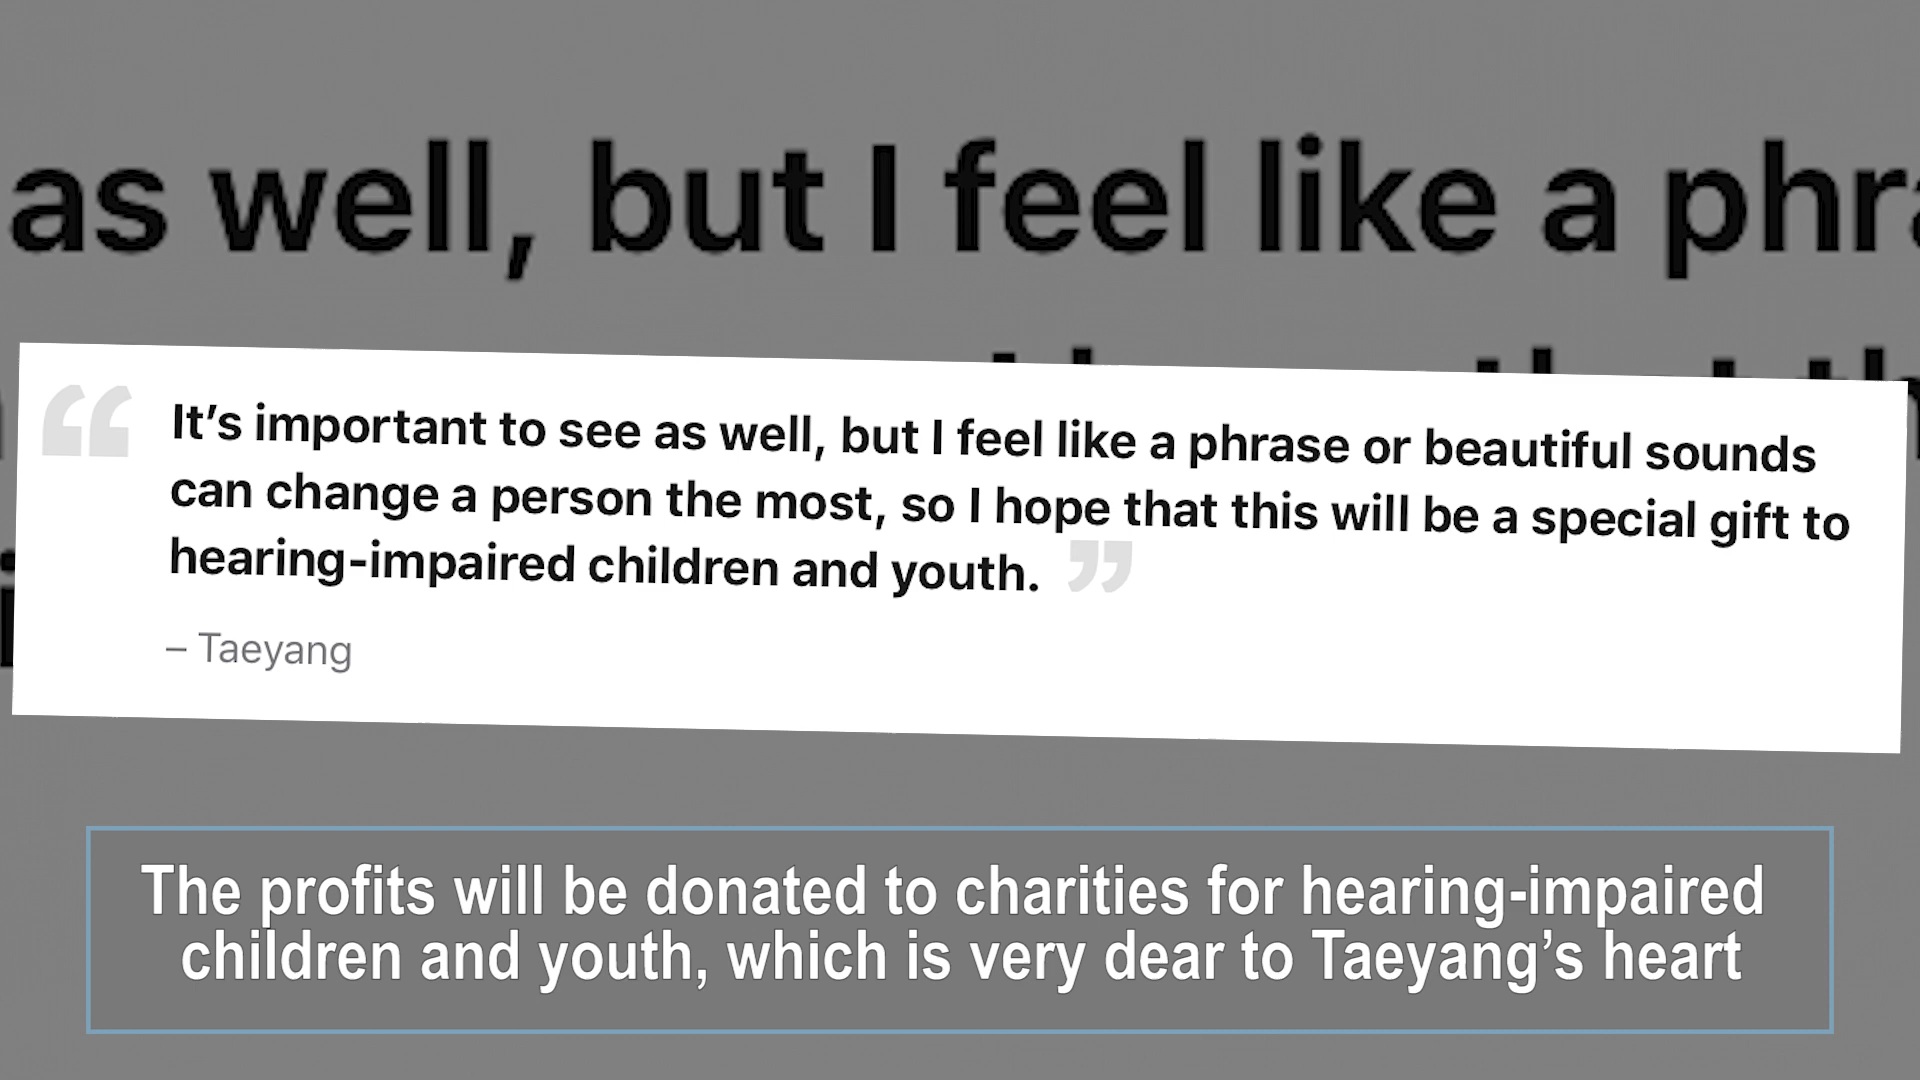 as well, but I feel like a
“ It’s important to see as well, but I feel like a phrase or beautiful sounds
can change a person the most, so I hope that this will be a special gift to
hearing-impaired children and youth. ”
– Taeyang
The profits will be donated to charities for hearing-impaired
children and youth, which is very dear to Taeyang’s heart